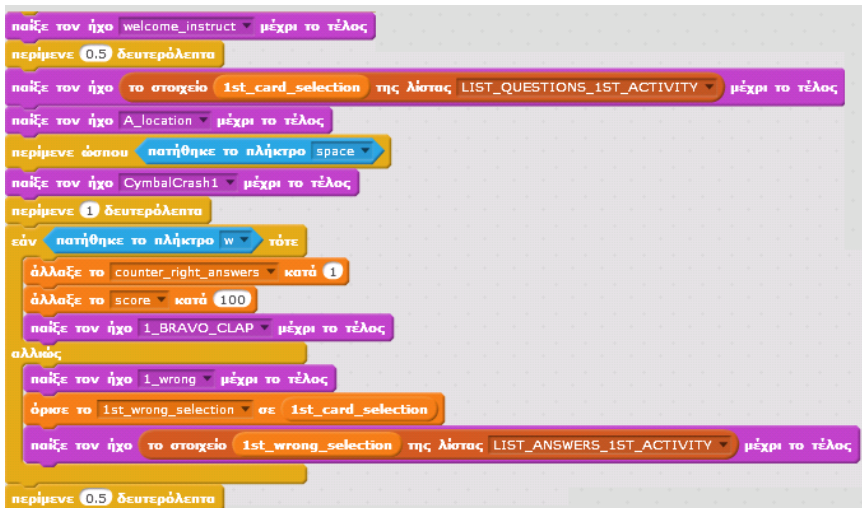 παίξε τον ήχο welcome_instruct μέχρι το τέλος
περίμενε 0.5 δευτερόλεπτα
παίξε τον ήχο το στοιχείο 1st_card_selection της λίστας LIST_QUESTIONS_1ST_ACTIVITY μέχρι το τέλος
παίξε τον ήχο A_location μέχρι το τέλος
περίμενε ώσπου πατήθηκε το πλήκτρο space
παίξε τον ήχο CymbalCrash1 μέχρι το τέλος
περίμενε 1 δευτερόλεπτα
εάν πατήθηκε το πλήκτρο w τότε
άλλαξε το counter_right_answers κατά 1
άλλαξε το score κατά 100
παίξε τον ήχο 1_BRAVO_CLAP μέχρι το τέλος
αλλιώς
παίξε τον ήχο 1_wrong μέχρι το τέλος
όρισε το 1st_wrong_selection σε 1st_card_selection
παίξε τον ήχο το στοιχείο 1st_wrong_selection της λίστας LIST_ANSWERS_1ST_ACTIVITY μέχρι το τέλος
περίμενε 0.5 δευτερόλεπτα